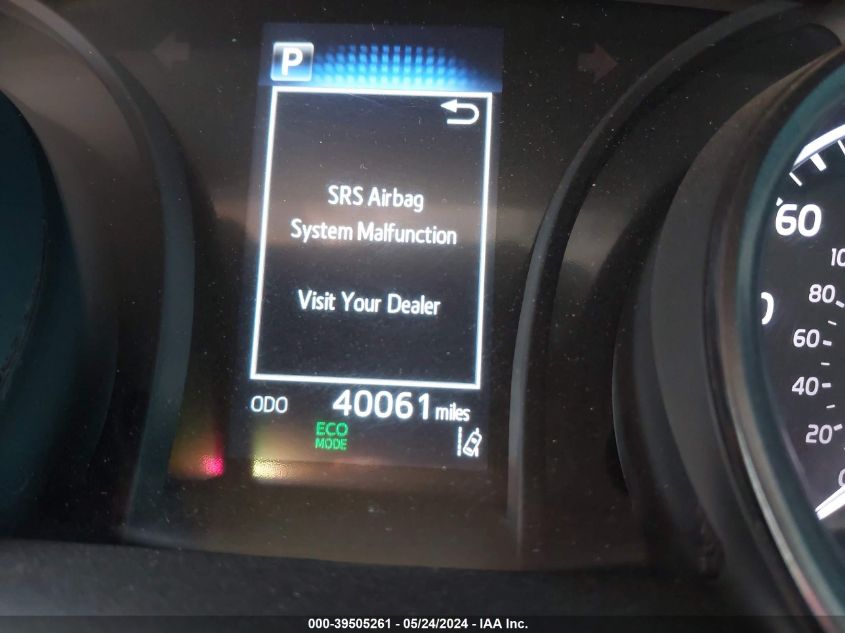 P
SRS Airbag
System Malfunction
Visit Your Dealer
ODO 40061 miles
ECO
MODE
60
80
60
40
20
000-39505261 - 05/24/2024 - IAA Inc.